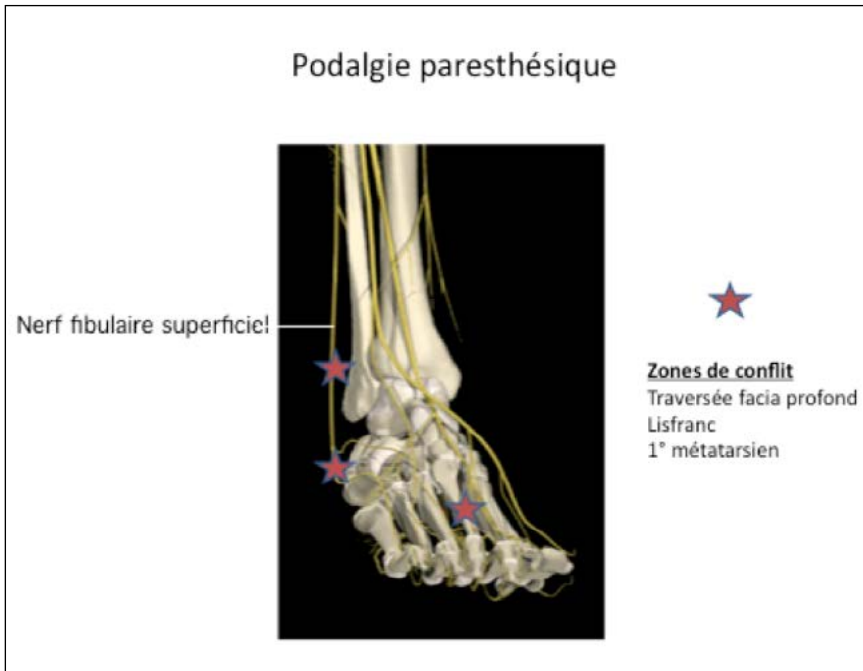 Podalgie paresthésique
Nerf fibulaire superficiel
Zones de conflit
Traversée facia profond
Lisfranc
1° métatarsien